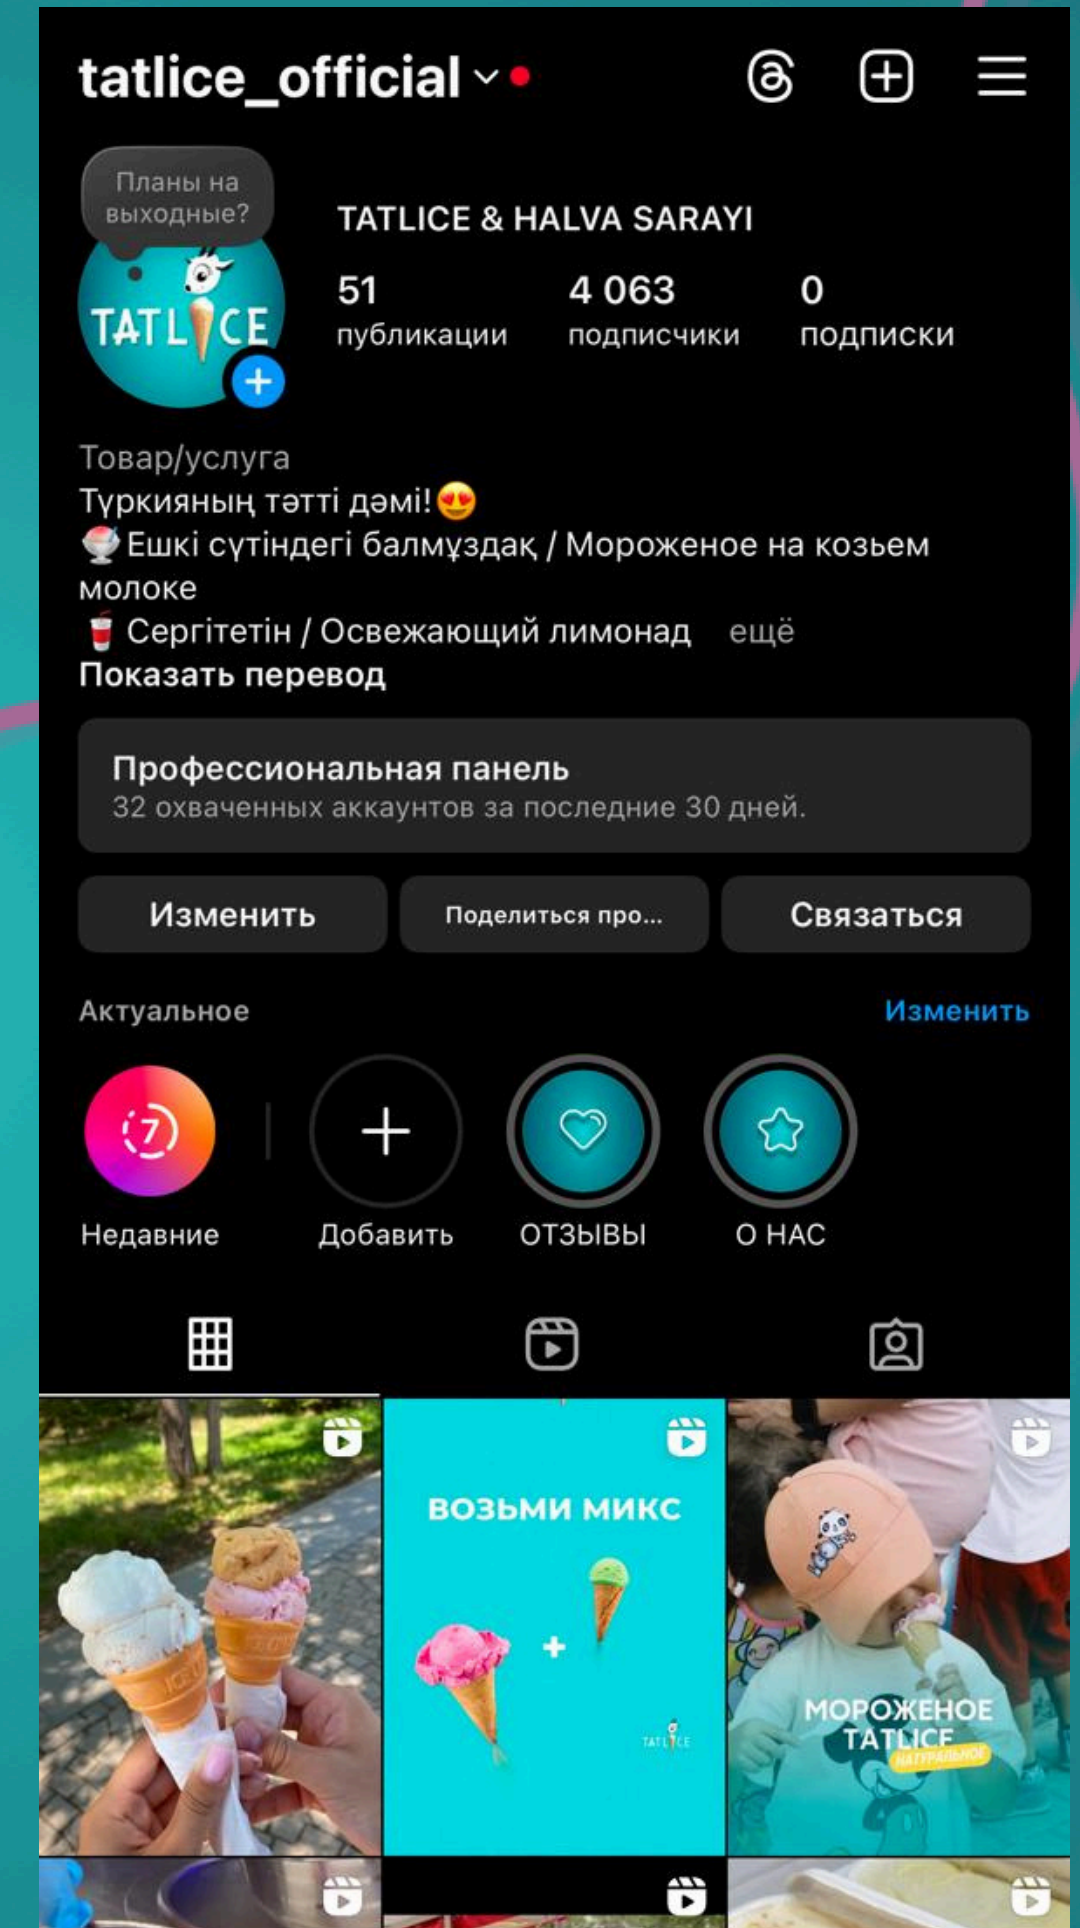 tatlice_official
Планы на
выходные?
TATLICE & HALVA SARAYI
51
4 063
0
публикации
подписчики
подписки
TATLICE
Товар/услуга
Түркияның тәтті дәмі!😍
🍧Ешкі сүтіндегі балмұздақ / Мороженое на козьем
молоке
🥤 Сергітетін / Освежающий лимонад ещё
Показать перевод
Профессиональная панель
32 охваченных аккаунтов за последние 30 дней.
Изменить
Поделиться про...
Связаться
Актуальное
Изменить
7
Недавние
Добавить
ОТЗЫВЫ
О НАС
ВОЗЬМИ МИКС
+
TATLICE
МОРОЖЕНОЕ
TATLICE
НАТУРАЛЬНОЕ